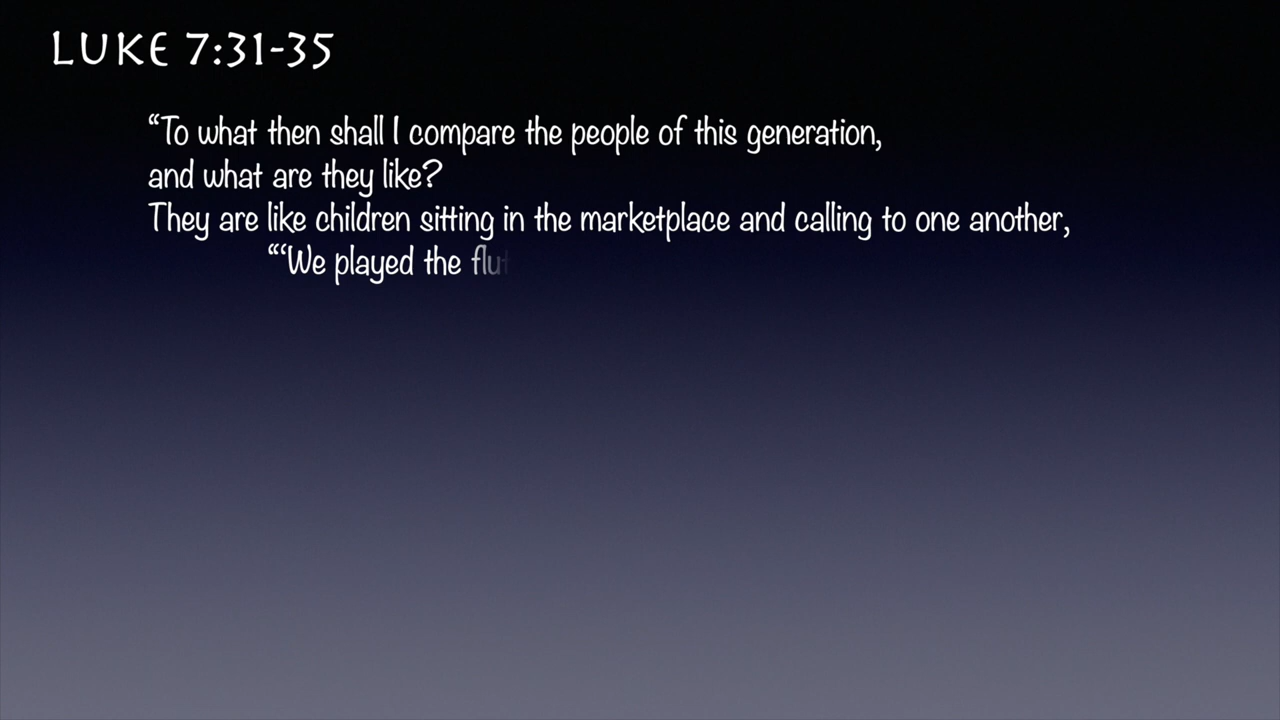 LUKE 7:31-35
“To what then shall I compare the people of this generation,
and what are they like?
They are like children sitting in the marketplace and calling to one another,
“‘We played the flut